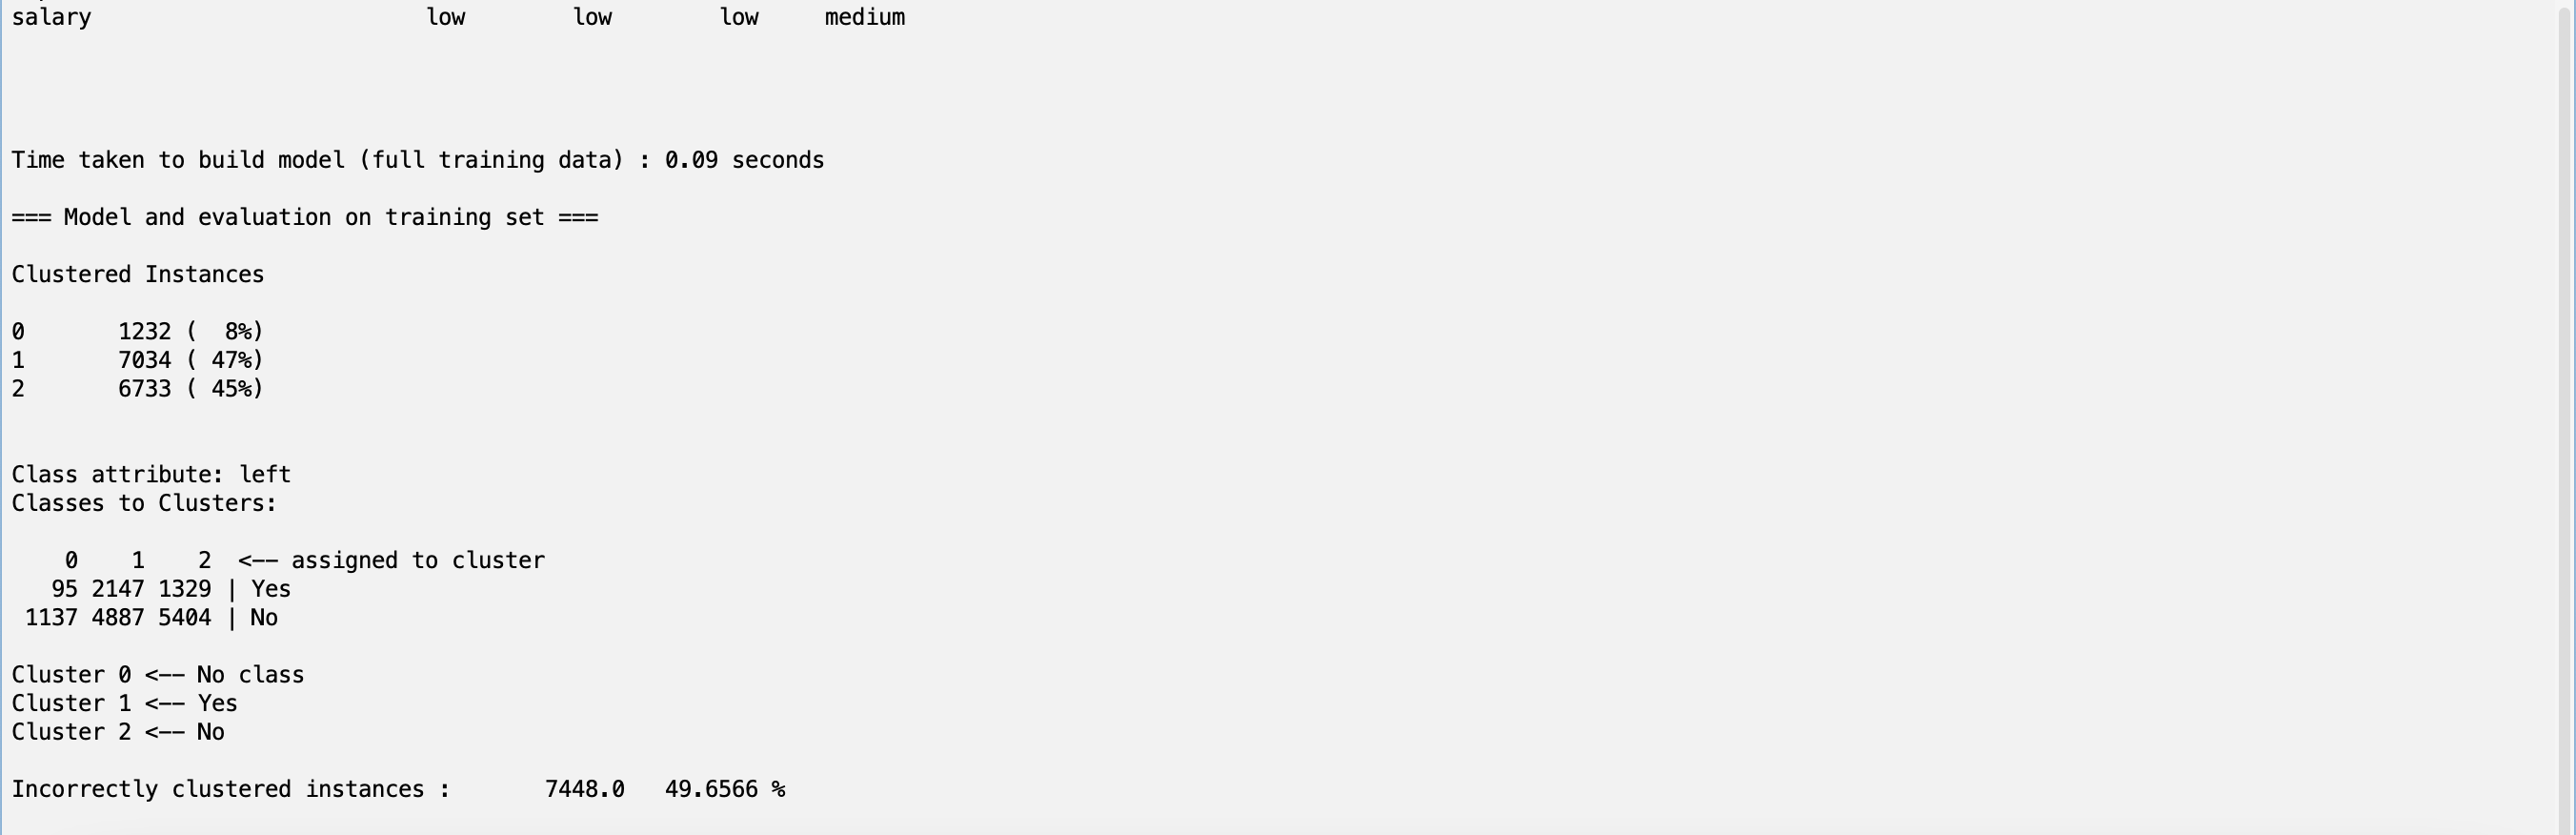 salary low low low medium
Time taken to build model (full training data) : 0.09 seconds
=== Model and evaluation on training set ===
Clustered Instances
0 1232 ( 8%)
1 7034 ( 47%)
2 6733 ( 45%)
Class attribute: left
Classes to Clusters:
0 1 2 <-- assigned to cluster
95 2147 1329 | Yes
1137 4887 5404 | No
Cluster 0 <-- No class
Cluster 1 <-- Yes
Cluster 2 <-- No
Incorrectly clustered instances : 7448.0 49.6566 %